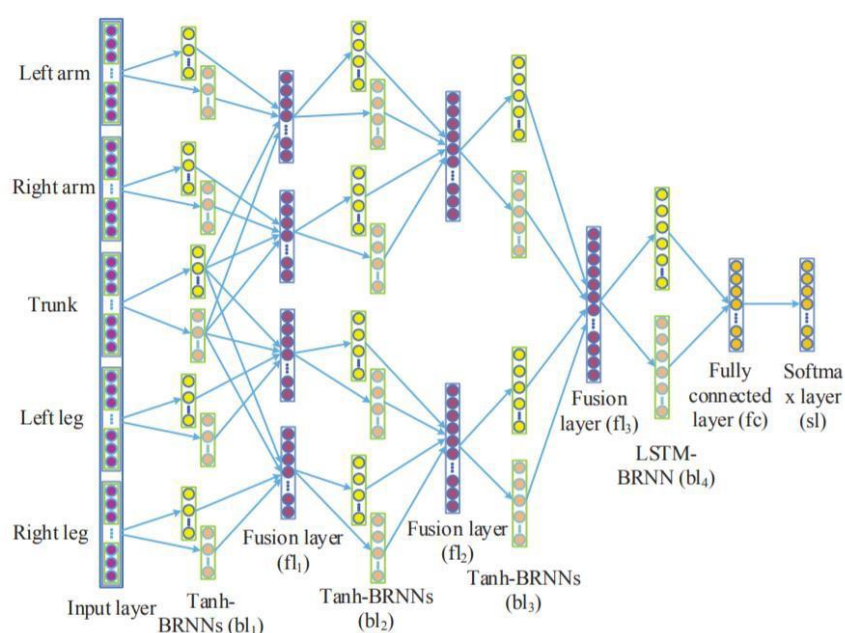 Left arm
Right arm
Trunk
Left leg
Right leg
Input layer
Tanh-
BRNNs (bl1)
Fusion layer
(fl1)
Tanh-BRNNs
(bl2)
Fusion layer
(fl2)
Tanh-BRNNs
(bl3)
Fusion
layer (fl3)
LSTM-
BRNN (bl4)
Fully
connected
layer (fc)
Softma
x layer
(sl)